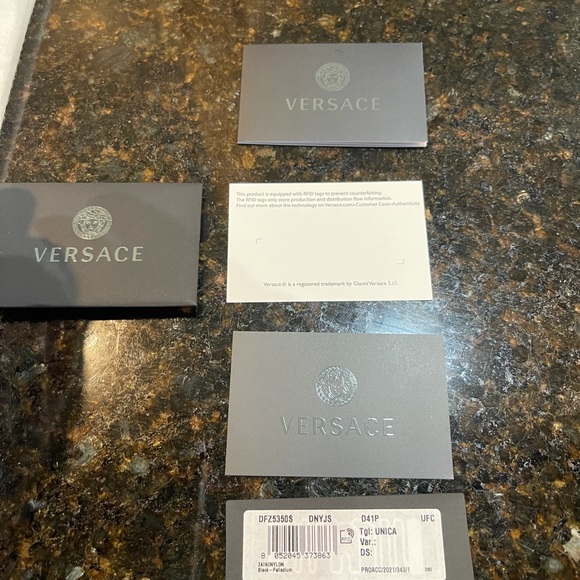 VERSACE
VERSACE
This product is equipped with RFID tags to prevent counterfeiting.
The RFID tags only store production and distribution flow information.
Find out more about the technology on Versace.com>Customer Care>Authenticity
Versace ® is a registered trademark by Gianni Versace S.r.l.
VERSACE
DFZ5350S DNYJS D41P UFC
8 052045 373863
RFID
Tgl: UNICA
Var.:
DS:
ZAINONYLON
Black-Palladium
PROACC/2021/343/1